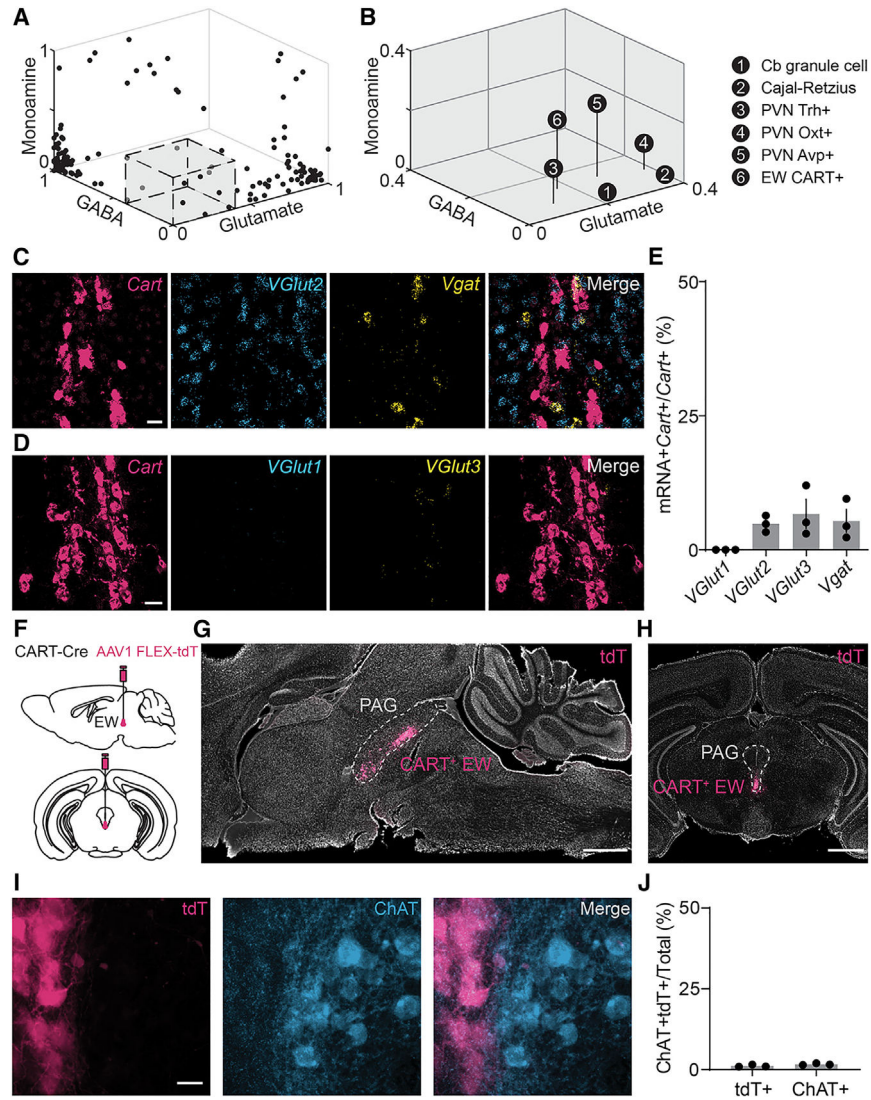 A
Monoamine
1
0
GABA
1
0
0
Glutamate
1
B
Monoamine
0.4
0
0.4
GABA
0
0
Glutamate
0.4
1
2
3
4
5
6
1 Cb granule cell
2 Cajal-Retzius
3 PVN Trh+
4 PVN Oxt+
5 PVN Avp+
6 EW CART+
C
Cart
VGlut2
Vgat
Merge
D
Cart
VGlut1
VGlut3
Merge
E
mRNA+Cart+/Cart+ (%)
50
25
0
VGlut1
VGlut2
VGlut3
Vgat
F
CART-Cre AAV1 FLEX-tdT
EW
G
tdT
PAG
CART⁺ EW
H
tdT
PAG
CART⁺ EW
I
tdT
ChAT
Merge
J
ChAT+tdT+/Total (%)
50
25
0
tdT+
ChAT+